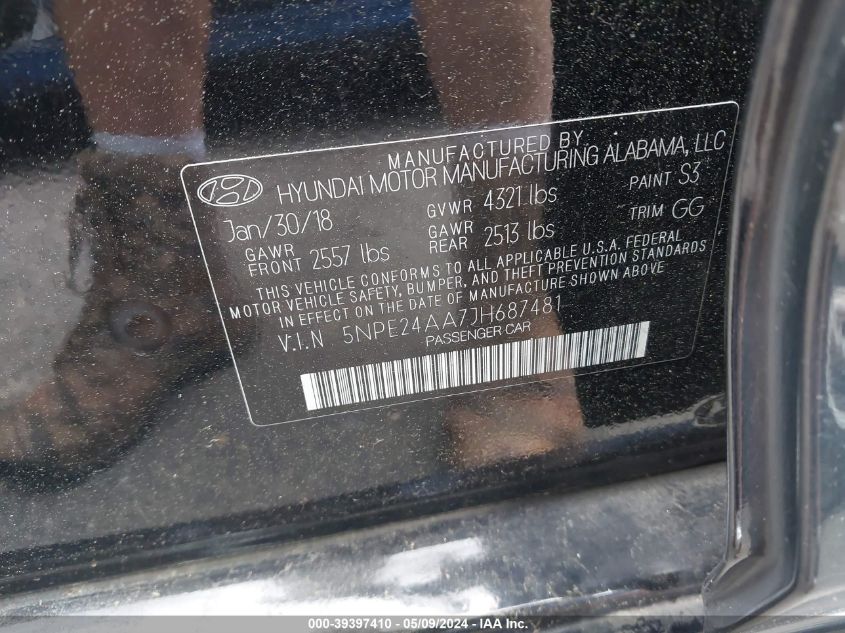 MANUFACTURED BY
HYUNDAI MOTOR MANUFACTURING ALABAMA, LLC
Jan/30/18 GVWR 4321 lbs PAINT S3
GAWR FRONT 2557 lbs GAWR REAR 2513 lbs TRIM GG
THIS VEHICLE CONFORMS TO ALL APPLICABLE U.S.A. FEDERAL
MOTOR VEHICLE SAFETY, BUMPER, AND THEFT PREVENTION STANDARDS
IN EFFECT ON THE DATE OF MANUFACTURE SHOWN ABOVE
V.I.N 5NPE24AA7JH687481
PASSENGER CAR
000-39397410 - 05/09/2024 - IAA Inc.